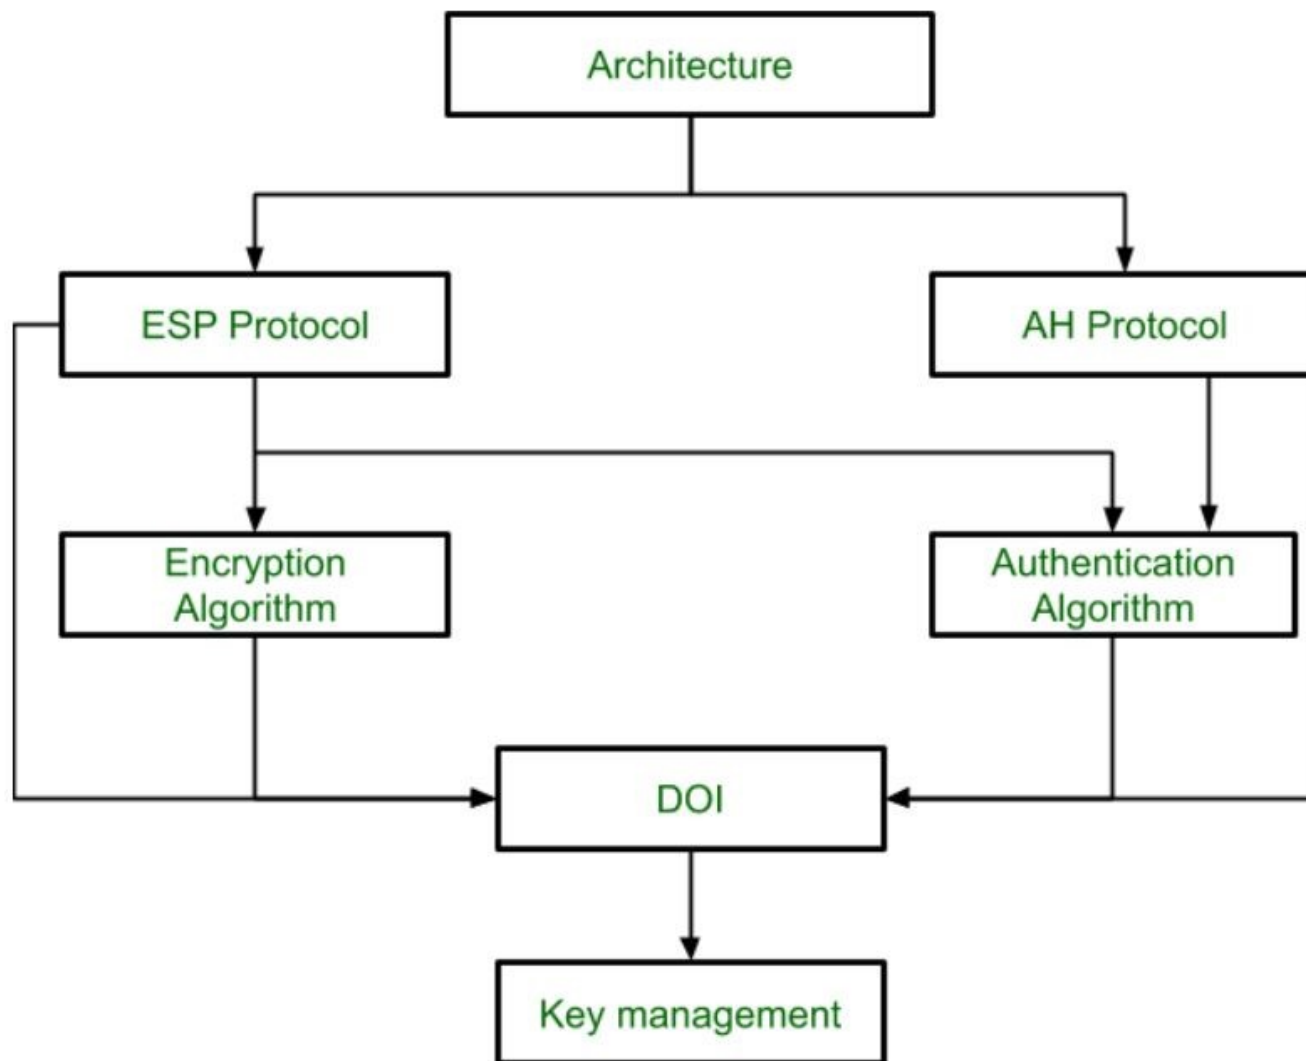 Architecture
ESP Protocol
AH Protocol
Encryption
Algorithm
Authentication
Algorithm
DOI
Key management